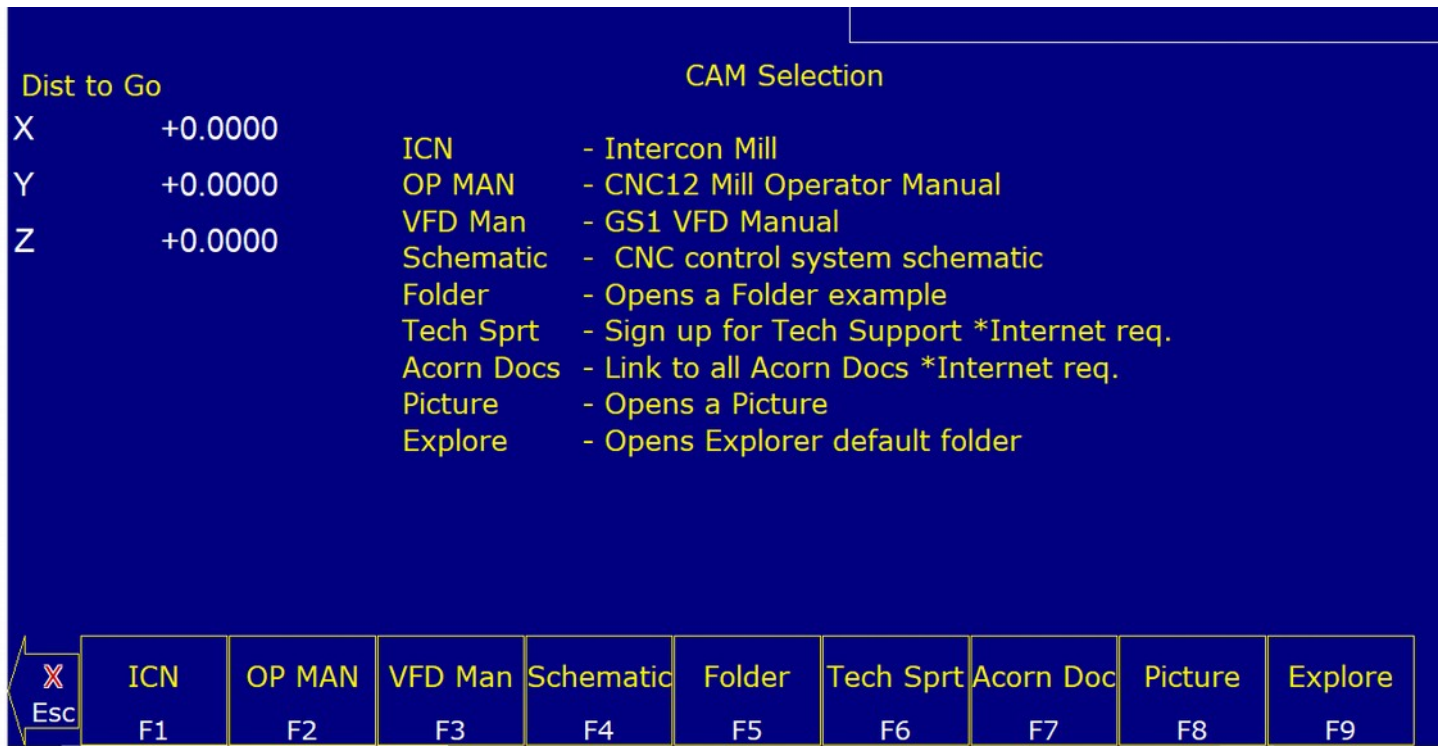 CAM Selection
Dist to Go
X +0.0000
Y +0.0000
Z +0.0000
ICN - Intercon Mill
OP MAN - CNC12 Mill Operator Manual
VFD Man - GS1 VFD Manual
Schematic - CNC control system schematic
Folder - Opens a Folder example
Tech Sprt - Sign up for Tech Support *Internet req.
Acorn Docs - Link to all Acorn Docs *Internet req.
Picture - Opens a Picture
Explore - Opens Explorer default folder
X ICN OP MAN VFD Man Schematic Folder Tech Sprt Acorn Doc Picture Explore
Esc F1 F2 F3 F4 F5 F6 F7 F8 F9